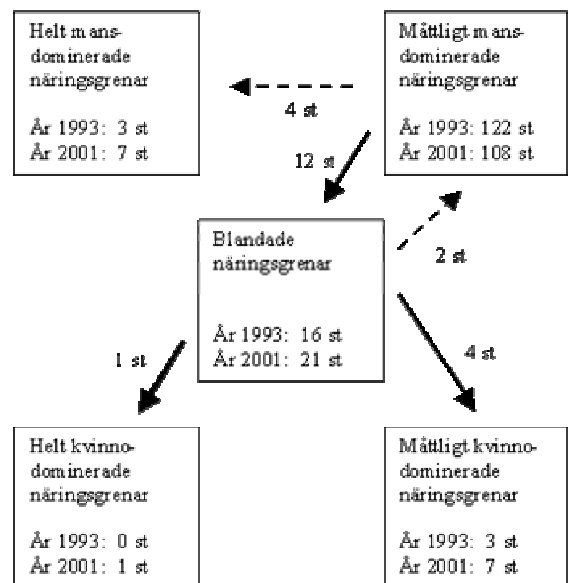 Helt mans-
dominerade
näringsgrenar
År 1993: 3 st
År 2001: 7 st
Måttligt mans-
dominerade
näringsgrenar
År 1993: 122 st
År 2001: 108 st
4 st
12 st
Blandade
näringsgrenar
År 1993: 16 st
År 2001: 21 st
2 st
1 st
4 st
Helt kvinno-
dominerade
näringsgrenar
År 1993: 0 st
År 2001: 1 st
Måttligt kvinno-
dominerade
näringsgrenar
År 1993: 3 st
År 2001: 7 st